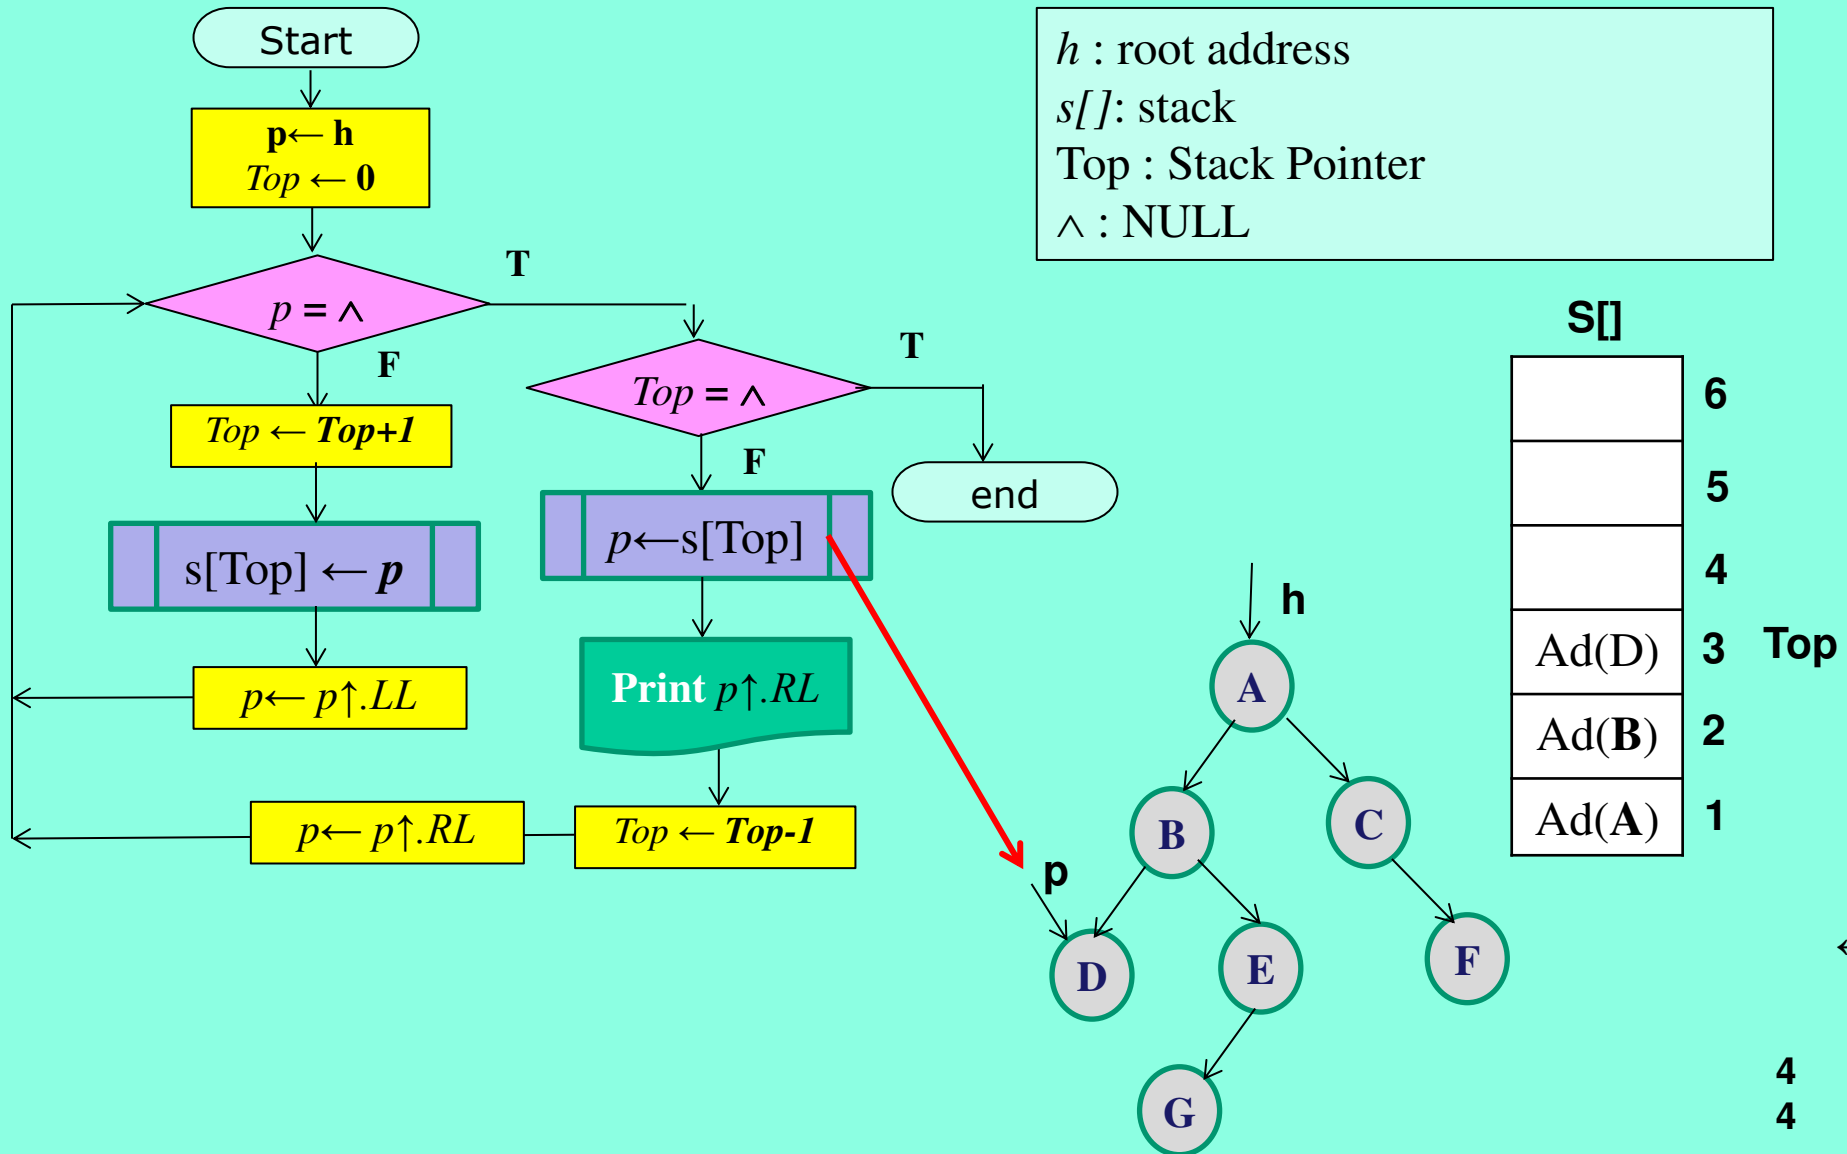 Start
p← h
Top ← 0
p = ∧
T
F
Top ← Top+1
s[Top] ← p
p← p↑.LL
Top = ∧
T
F
end
p←s[Top]
Print p↑.RL
Top ← Top-1
p← p↑.RL
h : root address
s[]: stack
Top : Stack Pointer
∧ : NULL
S[]
6
5
4
Ad(D) 3 Top
Ad(B) 2
Ad(A) 1
h
A
B
C
p
D
E
F
G
4
4